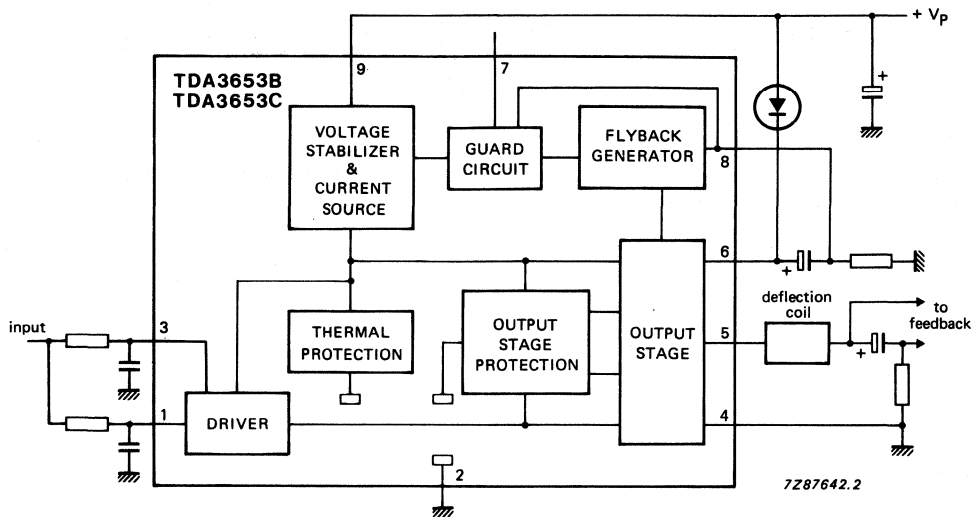 + VP
9
7
TDA3653B
TDA3653C
VOLTAGE
STABILIZER
&
CURRENT
SOURCE
GUARD
CIRCUIT
FLYBACK
GENERATOR
8
+
6
+
input
3
THERMAL
PROTECTION
OUTPUT
STAGE
PROTECTION
OUTPUT
STAGE
5
deflection
coil
+
to
feedback
1
DRIVER
4
2
7Z87642.2